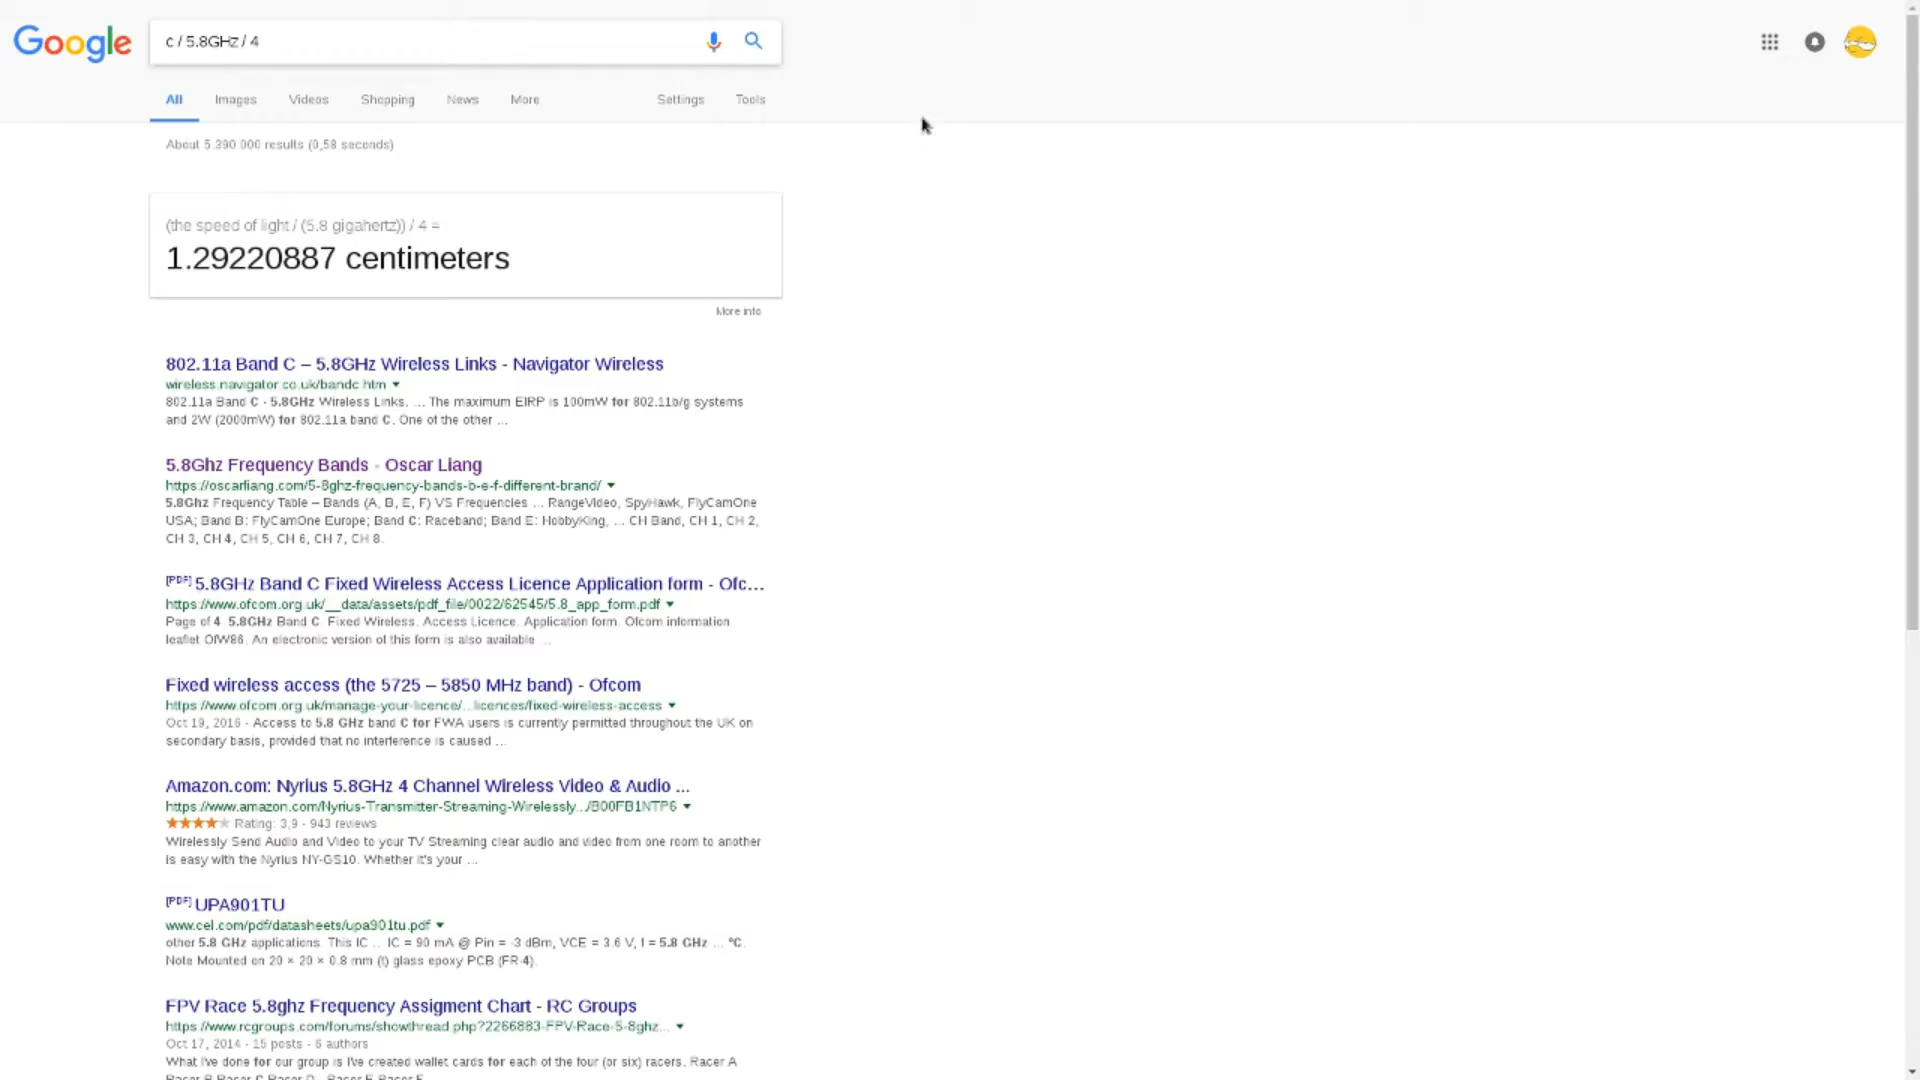 Google
c / 5.8GHz / 4
All Images Videos Shopping News More Settings Tools
About 5.390.000 results (0,58 seconds)
(the speed of light / (5.8 gigahertz)) / 4 =
1.29220887 centimeters
More info
802.11a Band C – 5.8GHz Wireless Links - Navigator Wireless
wireless.navigator.co.uk/bandc.htm
802.11a Band C - 5.8GHz Wireless Links. ... The maximum EIRP is 100mW for 802.11b/g systems
and 2W (2000mW) for 802.11a band C. One of the other ...
5.8Ghz Frequency Bands - Oscar Liang
https://oscarliang.com/5-8ghz-frequency-bands-b-e-f-different-brand/
5.8Ghz Frequency Table – Bands (A, B, E, F) VS Frequencies ... RangeVideo, SpyHawk, FlyCamOne
USA; Band B: FlyCamOne Europe; Band C: Raceband; Band E: HobbyKing, ... CH Band, CH 1, CH 2,
CH 3, CH 4, CH 5, CH 6, CH 7, CH 8.
[PDF] 5.8GHz Band C Fixed Wireless Access Licence Application form - Ofc...
https://www.ofcom.org.uk/__data/assets/pdf_file/0022/62545/5.8_app_form.pdf
Page of 4 5.8GHz Band C Fixed Wireless. Access Licence. Application form. Ofcom information
leaflet OfW86. An electronic version of this form is also available ...
Fixed wireless access (the 5725 – 5850 MHz band) - Ofcom
https://www.ofcom.org.uk/manage-your-licence/...licences/fixed-wireless-access
Oct 19, 2016 - Access to 5.8 GHz band C for FWA users is currently permitted throughout the UK on
secondary basis, provided that no interference is caused ...
Amazon.com: Nyrius 5.8GHz 4 Channel Wireless Video & Audio ...
https://www.amazon.com/Nyrius-Transmitter-Streaming-Wirelessly.../B00FB1NTP6
Rating: 3,9 - 943 reviews
Wirelessly Send Audio and Video to your TV Streaming clear audio and video from one room to another
is easy with the Nyrius NY-GS10. Whether it's your ...
[PDF] UPA901TU
www.cel.com/pdf/datasheets/upa901tu.pdf
other 5.8 GHz applications. This IC ... IC = 90 mA @ Pin = -3 dBm, VCE = 3.6 V, f = 5.8 GHz ... °C.
Note Mounted on 20 × 20 × 0.8 mm (t) glass epoxy PCB (FR-4).
FPV Race 5.8ghz Frequency Assigment Chart - RC Groups
https://www.rcgroups.com/forums/showthread.php?2266883-FPV-Race-5-8ghz...
Oct 17, 2014 - 15 posts - 6 authors
What I've done for our group is I've created wallet cards for each of the four (or six) racers. Racer A